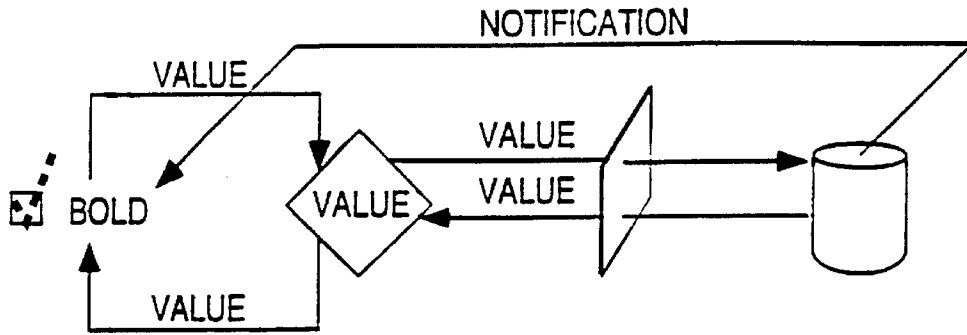 NOTIFICATION
VALUE
VALUE
VALUE
BOLD
VALUE
VALUE